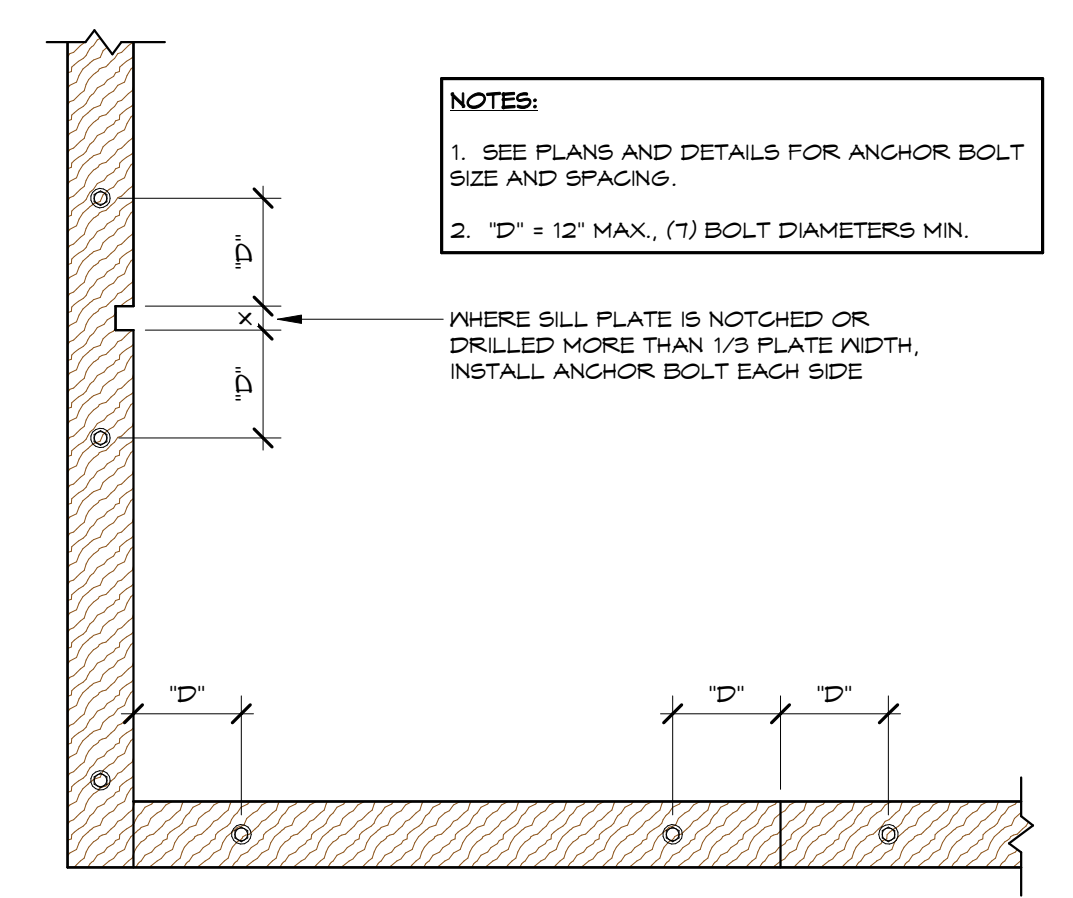 NOTES:
1. SEE PLANS AND DETAILS FOR ANCHOR BOLT
SIZE AND SPACING.
2. "D" = 12" MAX., (7) BOLT DIAMETERS MIN.
"D"
X
WHERE SILL PLATE IS NOTCHED OR
DRILLED MORE THAN 1/3 PLATE WIDTH,
INSTALL ANCHOR BOLT EACH SIDE
"D"
"D"
"D"
"D"